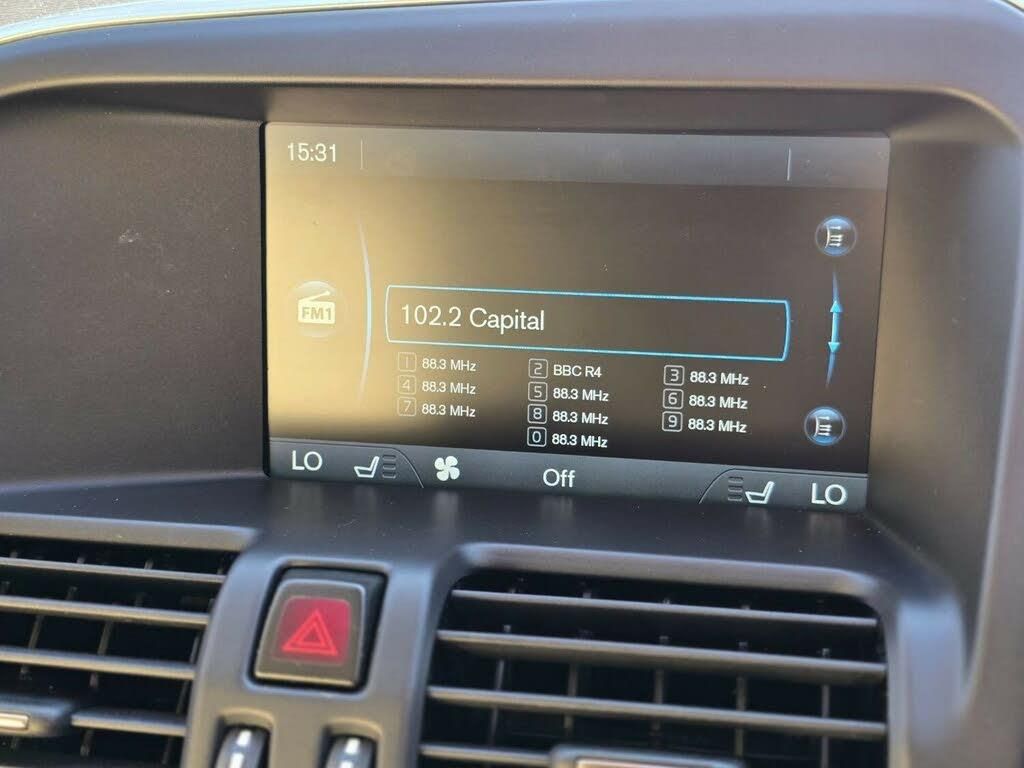 15:31
FM1
102.2 Capital
1 88.3 MHz 2 BBC R4 3 88.3 MHz
4 88.3 MHz 5 88.3 MHz 6 88.3 MHz
7 88.3 MHz 8 88.3 MHz 9 88.3 MHz
0 88.3 MHz
LO Off LO